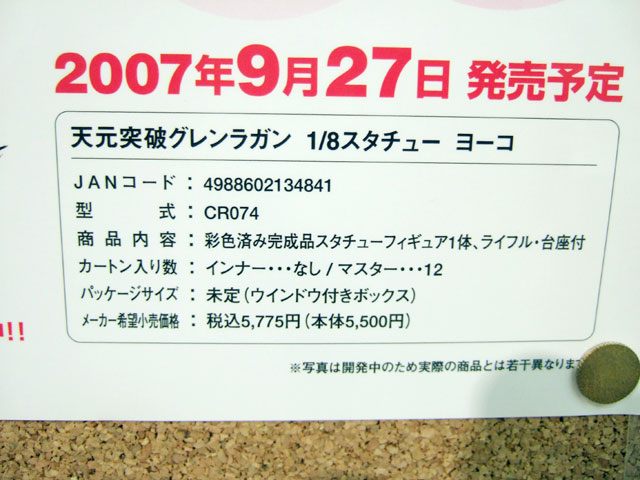 2007年9月27日 発売予定
天元突破グレンラガン 1/8スタチュー ヨーコ
JANコード：4988602134841
型　　式：CR074
商品内容：彩色済み完成品スタチューフィギュア1体、ライフル・台座付
カートン入り数：インナー・・・なし / マスター・・・12
パッケージサイズ：未定（ウインドウ付きボックス）
メーカー希望小売価格：税込5,775円（本体5,500円）
!!
※写真は開発中のため実際の商品とは若干異なります